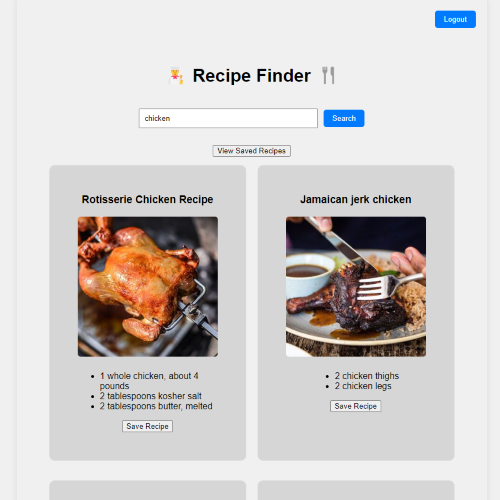 Logout
Recipe Finder
chicken
Search
View Saved Recipes
Rotisserie Chicken Recipe
1 whole chicken, about 4
pounds
2 tablespoons kosher salt
2 tablespoons butter, melted
Save Recipe
Jamaican jerk chicken
2 chicken thighs
2 chicken legs
Save Recipe